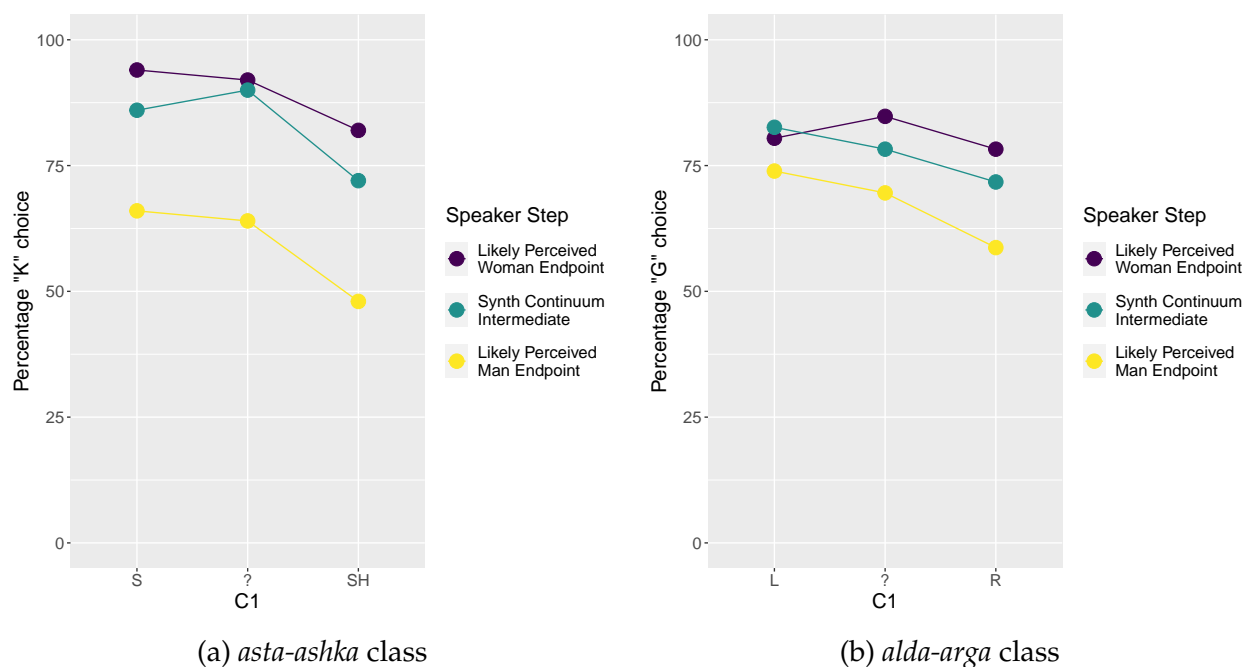 100
75
50
25
0
Percentage "K" choice
S ? SH
C1
Speaker Step
Likely Perceived
Woman Endpoint
Synth Continuum
Intermediate
Likely Perceived
Man Endpoint
(a) asta-ashka class
100
75
50
25
0
Percentage "G" choice
L ? R
C1
Speaker Step
Likely Perceived
Woman Endpoint
Synth Continuum
Intermediate
Likely Perceived
Man Endpoint
(b) alda-arga class